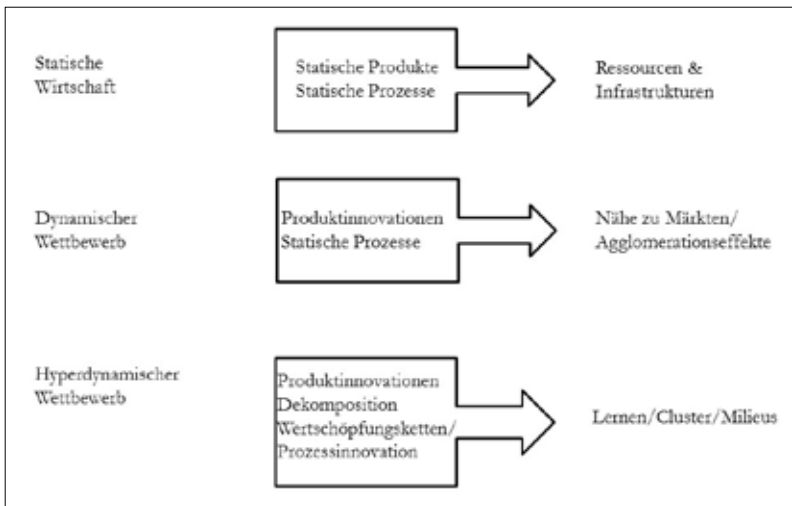 Statische
Wirtschaft
Statische Produkte
Statische Prozesse
Ressourcen &
Infrastrukturen
Dynamischer
Wettbewerb
Produktinnovationen
Statische Prozesse
Nähe zu Märkten/
Agglomerationseffekte
Hyperdynamischer
Wettbewerb
Produktinnovationen
Dekomposition
Wertschöpfungsketten/
Prozessinnovation
Lernen/Cluster/Milieus